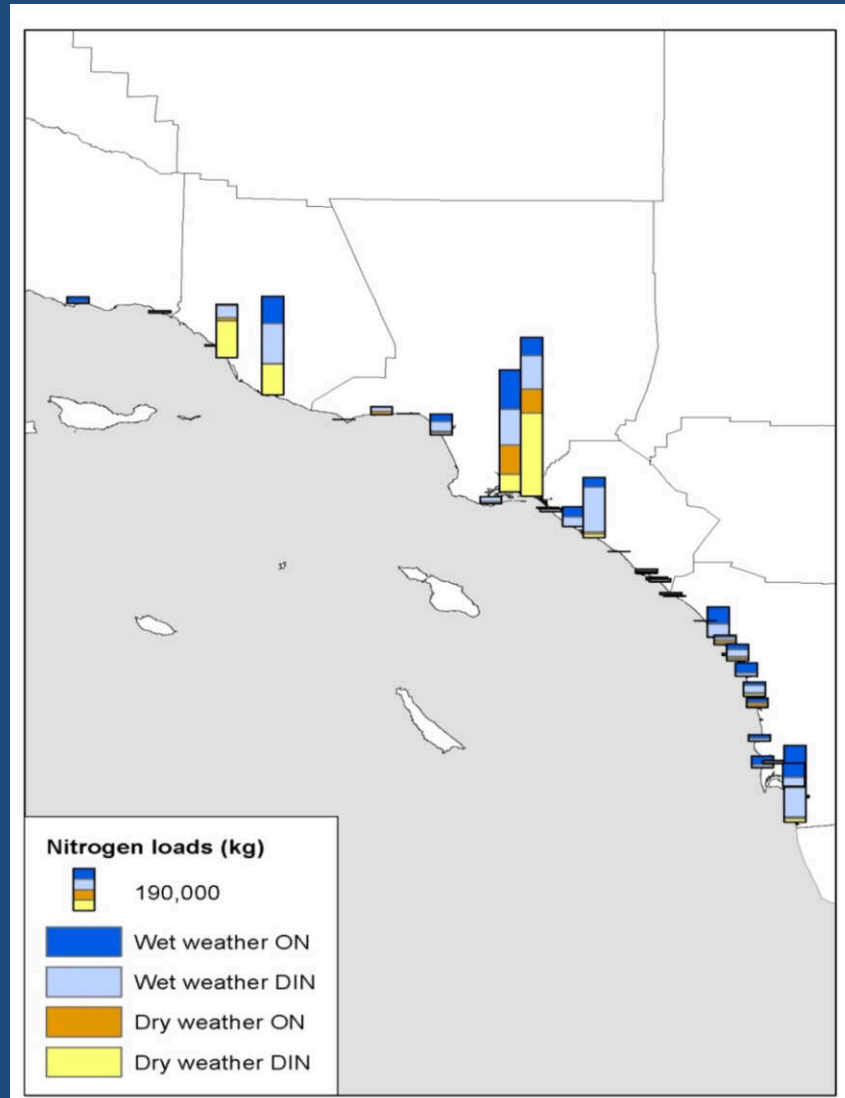 Nitrogen loads (kg)
190,000
Wet weather ON
Wet weather DIN
Dry weather ON
Dry weather DIN